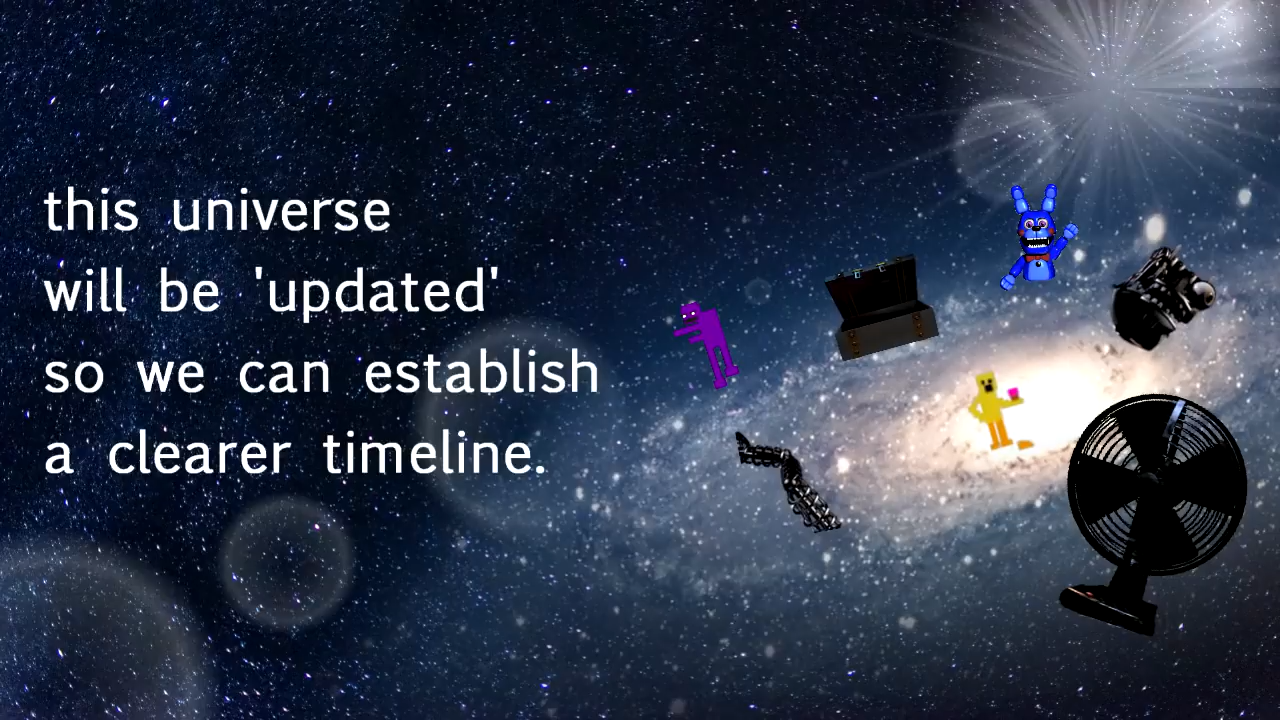 this universe
will be 'updated'
so we can establish
a clearer timeline.